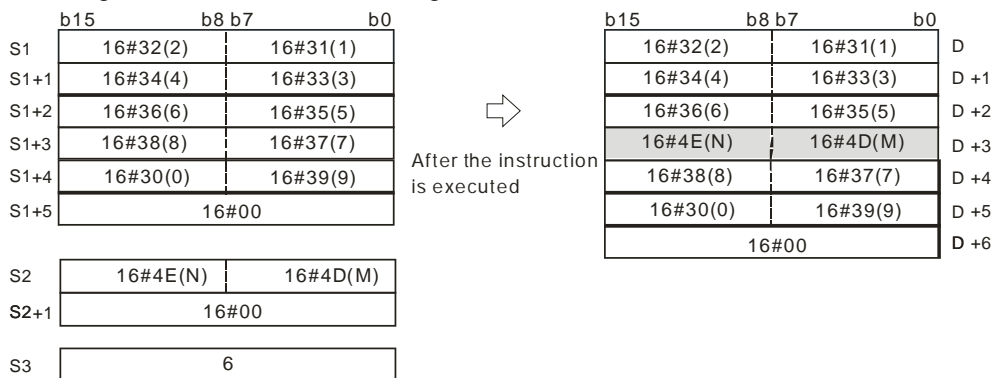 b15 b8 b7 b0 b15 b8 b7 b0
S1 16#32(2) 16#31(1) 16#32(2) 16#31(1) D
S1+1 16#34(4) 16#33(3) 16#34(4) 16#33(3) D +1
S1+2 16#36(6) 16#35(5) 16#36(6) 16#35(5) D +2
S1+3 16#38(8) 16#37(7) 16#4E(N) 16#4D(M) D +3
After the instruction
is executed
S1+4 16#30(0) 16#39(9) 16#38(8) 16#37(7) D +4
S1+5 16#00 16#30(0) 16#39(9) D +5
16#00 D +6
S2 16#4E(N) 16#4D(M)
S2+1 16#00
S3 6